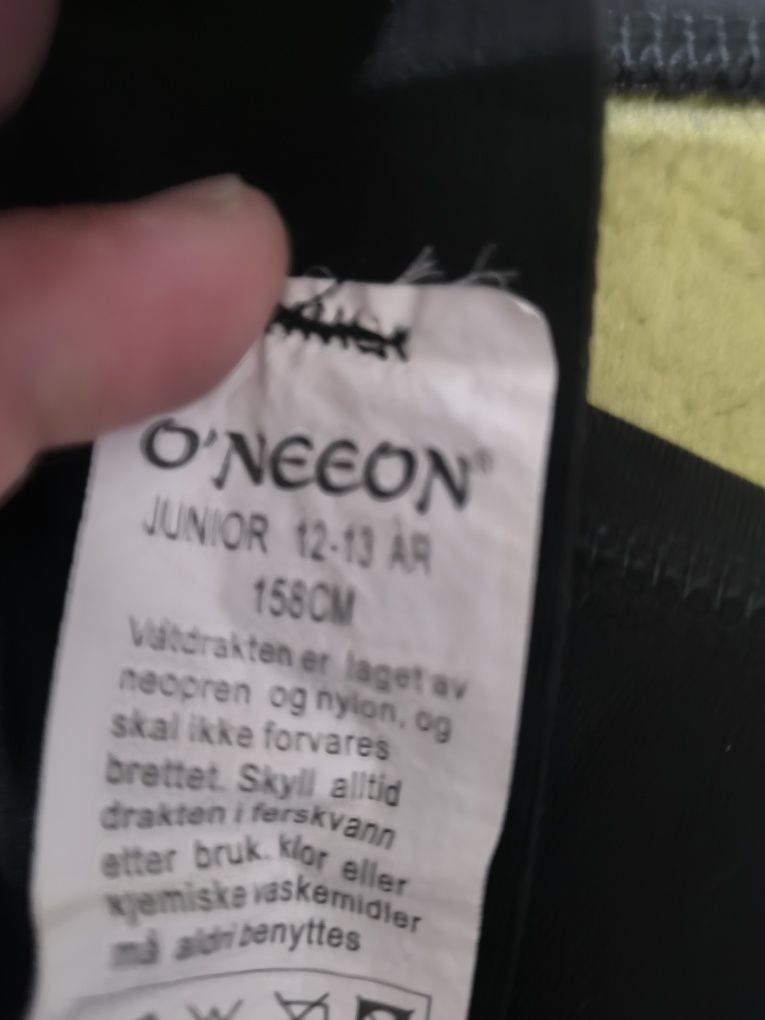 O'NEEON®
JUNIOR 12-13 ÅR
158CM
Våtdrakten er laget av
neopren og nylon, og
skal ikke forvares
brettet. Skyll alltid
drakten i ferskvann
etter bruk. klor eller
kjemiske vaskemidler
må aldri benyttes